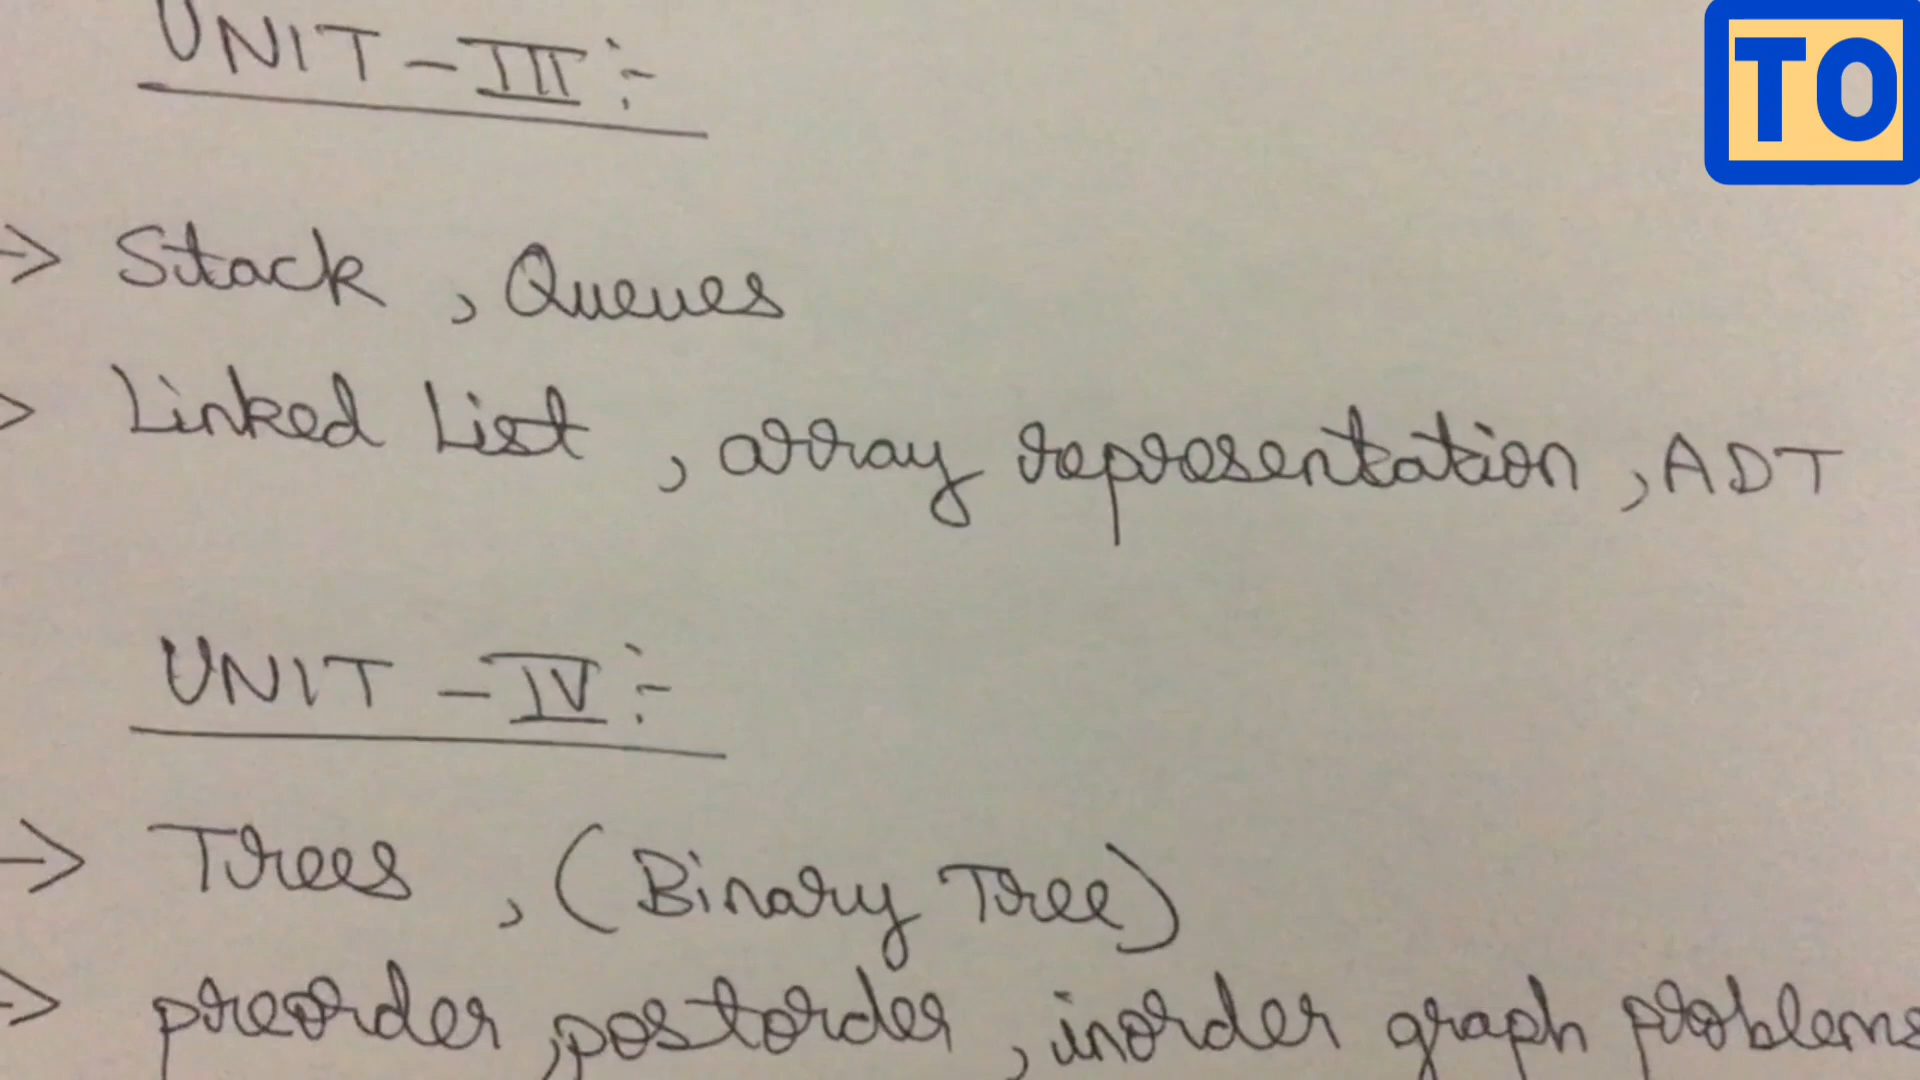 UNIT - III :-
TO
→ Stack , Queues
→ Linked List , array representation , ADT
UNIT - IV :-
→ Trees , (Binary Tree)
→ preorder , postorder , inorder graph problems